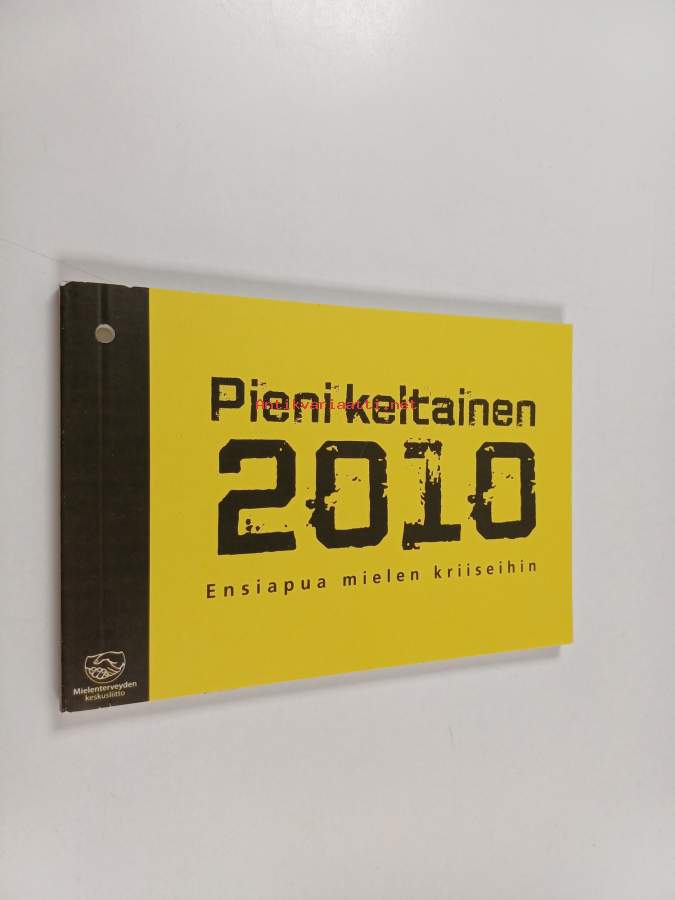 Pieni keltainen
Antikvariaatti.net
2010
Ensiapua mielen kriiseihin
Mielenterveyden
keskusliitto